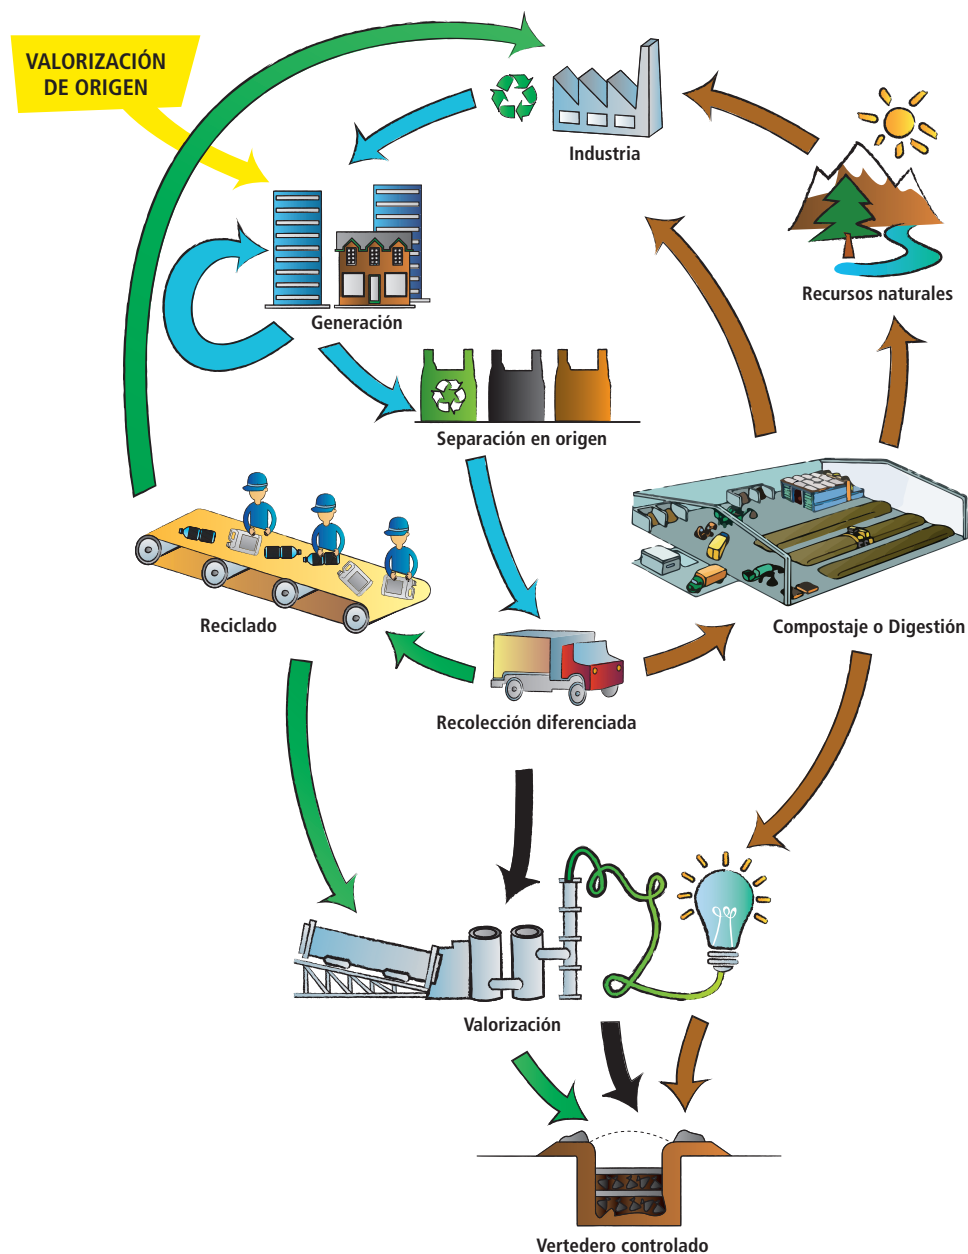 VALORIZACIÓN
DE ORIGEN
Industria
Recursos naturales
Generación
Separación en origen
Reciclado
Compostaje o Digestión
Recolección diferenciada
Valorización
Vertedero controlado